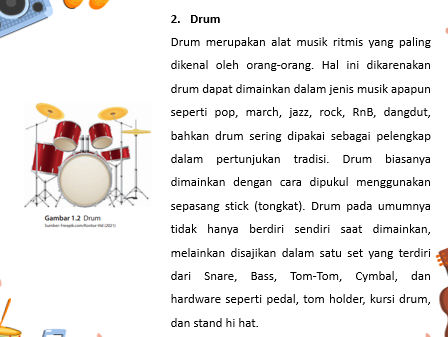 2. Drum
Drum merupakan alat musik ritmis yang paling
dikenal oleh orang-orang. Hal ini dikarenakan
drum dapat dimainkan dalam jenis musik apapun
seperti pop, march, jazz, rock, RnB, dangdut,
bahkan drum sering dipakai sebagai pelengkap
dalam pertunjukan tradisi. Drum biasanya
dimainkan dengan cara dipukul menggunakan
sepasang stick (tongkat). Drum pada umumnya
tidak hanya berdiri sendiri saat dimainkan,
melainkan disajikan dalam satu set yang terdiri
dari Snare, Bass, Tom-Tom, Cymbal, dan
hardware seperti pedal, tom holder, kursi drum,
dan stand hi hat.
Gambar 1.2 Drum
Sumber: freepik.com/Kontur-Vid (2021)